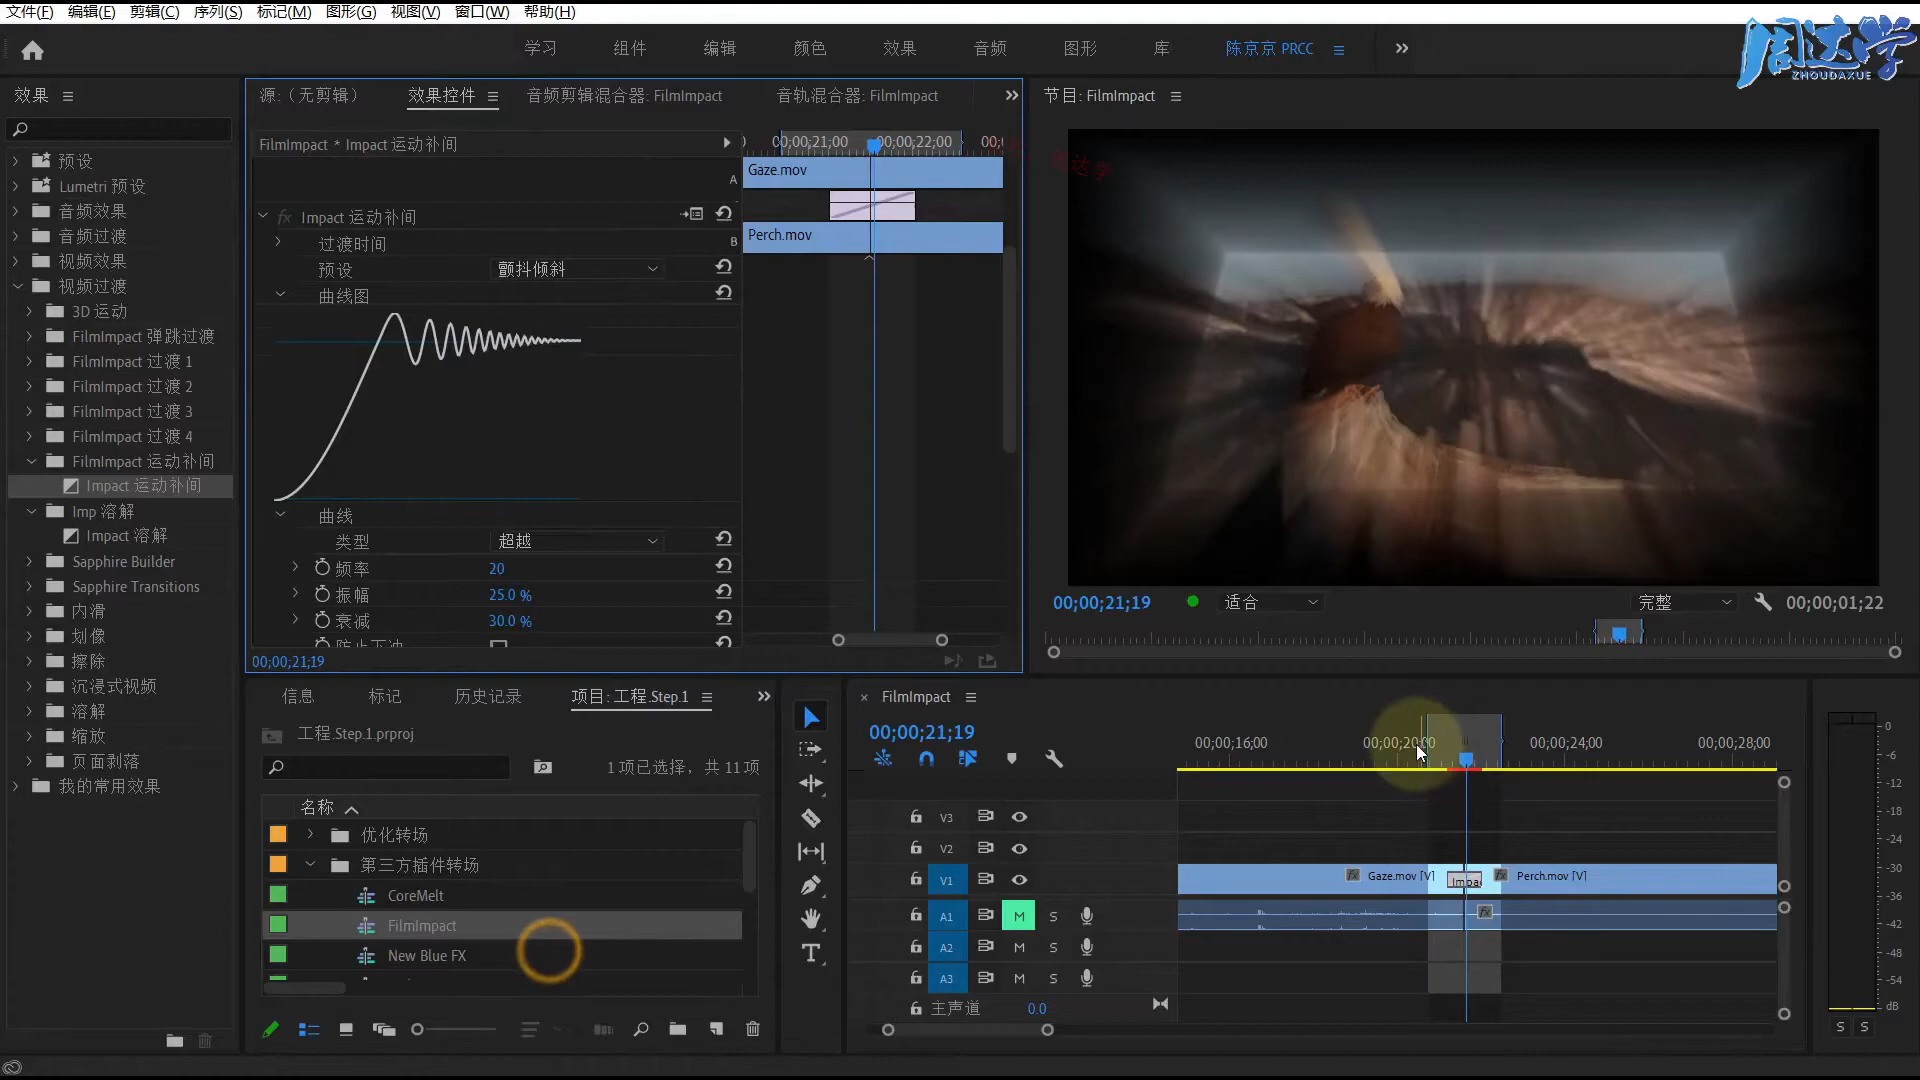 文件(F) 编辑(E) 剪辑(C) 序列(S) 标记(M) 图形(G) 视图(V) 窗口(W) 帮助(H)
学习 组件 编辑 颜色 效果 音频 图形 库 陈京京 PRCC
周达学
ZHOUDAXUE
效果
预设
Lumetri 预设
音频效果
音频过渡
视频效果
视频过渡
3D 运动
FilmImpact 弹跳过渡
FilmImpact 过渡 1
FilmImpact 过渡 2
FilmImpact 过渡 3
FilmImpact 过渡 4
FilmImpact 运动补间
Impact 运动补间
Imp 溶解
Impact 溶解
Sapphire Builder
Sapphire Transitions
内滑
划像
擦除
沉浸式视频
溶解
缩放
页面剥落
我的常用效果
源:（无剪辑） 效果控件 音频剪辑混合器: FilmImpact 音轨混合器: FilmImpact
FilmImpact * Impact 运动补间
00;00;21;00 00;00;22;00
A Gaze.mov
fx Impact 运动补间
过渡时间
B Perch.mov
预设 颤抖倾斜
曲线图
曲线
类型 超越
频率 20
振幅 25.0 %
衰减 30.0 %
防止下冲
00;00;21;19
节目: FilmImpact
00;00;21;19 适合 完整 00;00;01;22
信息 标记 历史记录 项目: 工程.Step.1
工程.Step.1.prproj
1 项已选择，共 11 项
名称
优化转场
第三方插件转场
CoreMelt
FilmImpact
New Blue FX
× FilmImpact
00;00;21;19
00;00;16;00 00;00;20;00 00;00;24;00 00;00;28;00
V3
V2
V1 fx Gaze.mov [V] Impac fx Perch.mov [V]
A1 M S fx
A2 M S
A3 M S
主声道 0.0
0
-6
-12
-18
-24
-30
-36
-42
-48
-54
dB
S S